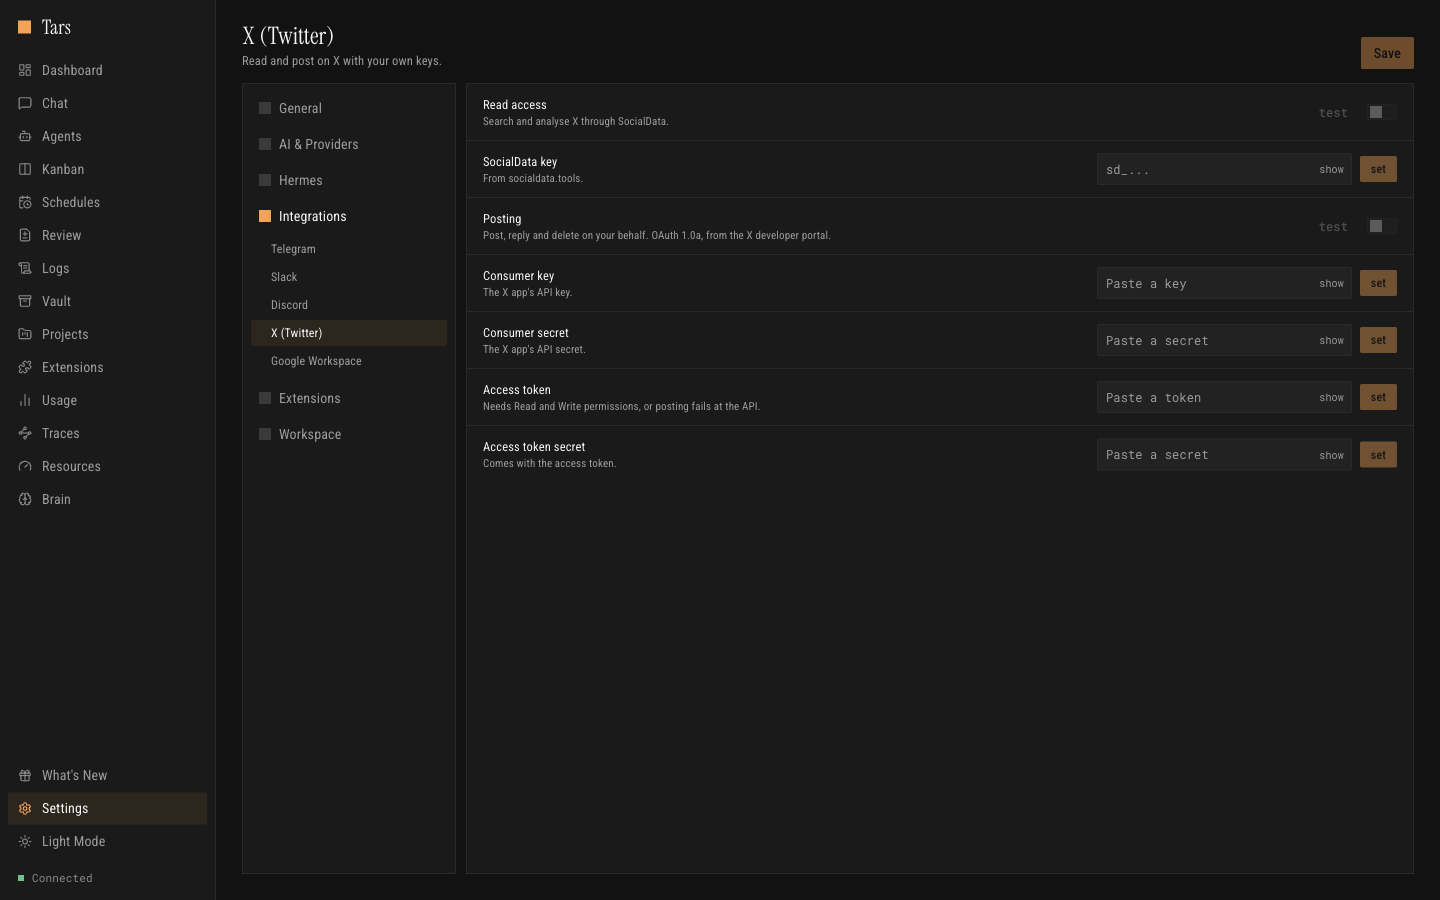 Tars
Dashboard
Chat
Agents
Kanban
Schedules
Review
Logs
Vault
Projects
Extensions
Usage
Traces
Resources
Brain
What's New
Settings
Light Mode
Connected
X (Twitter)
Read and post on X with your own keys.
Save
General
AI & Providers
Hermes
Integrations
Telegram
Slack
Discord
X (Twitter)
Google Workspace
Extensions
Workspace
Read access
Search and analyse X through SocialData.
test
SocialData key
From socialdata.tools.
sd_... show set
Posting
Post, reply and delete on your behalf. OAuth 1.0a, from the X developer portal.
test
Consumer key
The X app's API key.
Paste a key show set
Consumer secret
The X app's API secret.
Paste a secret show set
Access token
Needs Read and Write permissions, or posting fails at the API.
Paste a token show set
Access token secret
Comes with the access token.
Paste a secret show set